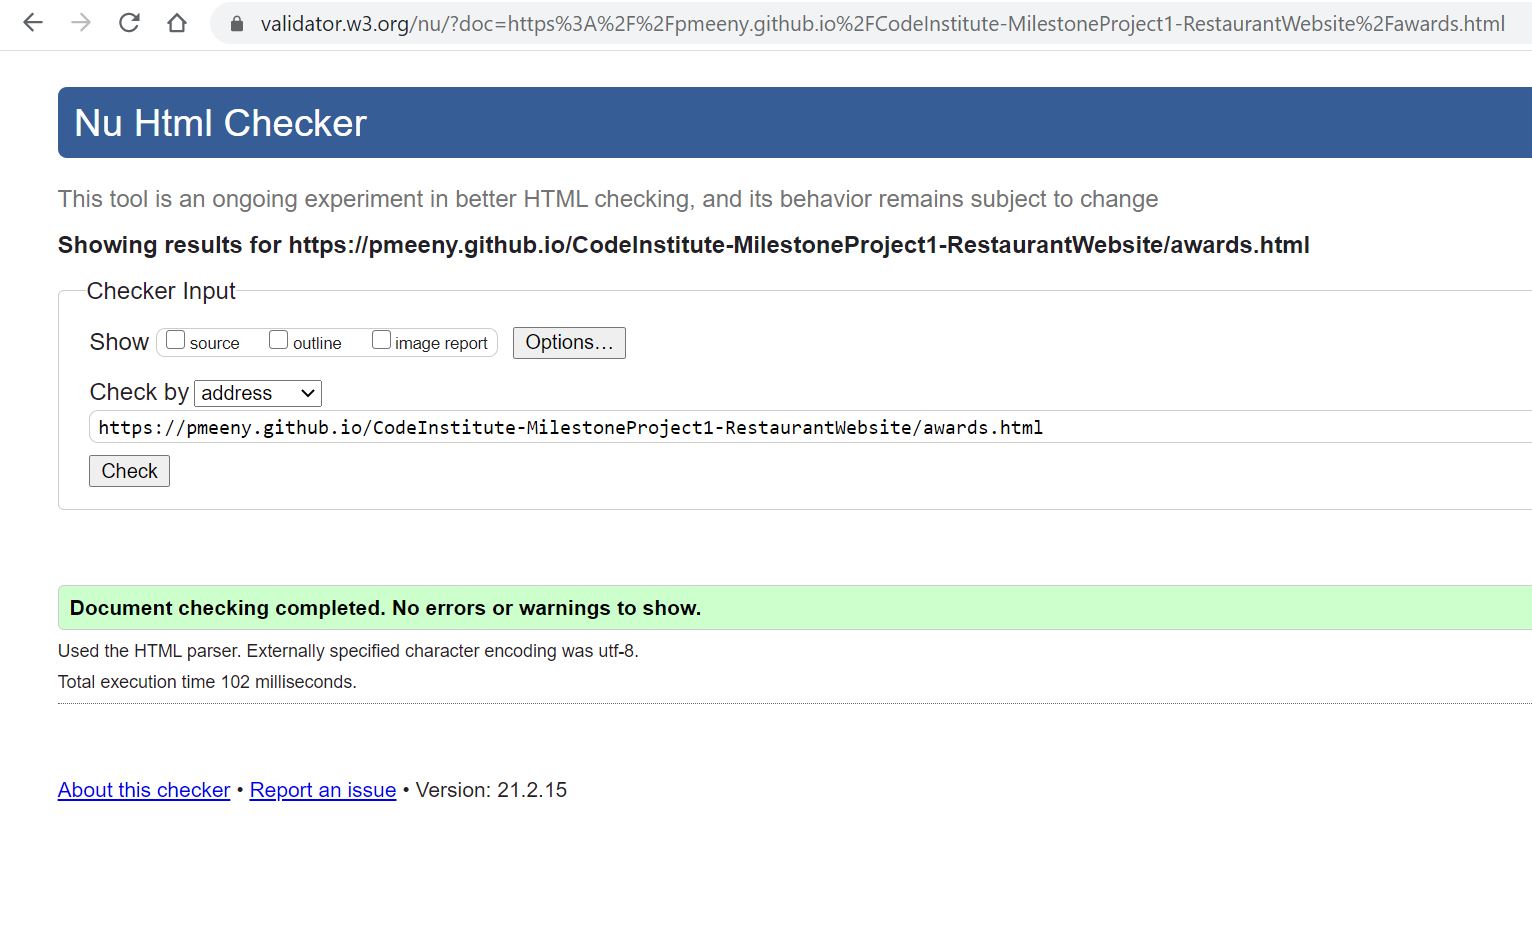 validator.w3.org/nu/?doc=https%3A%2F%2Fpmeeny.github.io%2FCodeInstitute-MilestoneProject1-RestaurantWebsite%2Fawards.html
Nu Html Checker
This tool is an ongoing experiment in better HTML checking, and its behavior remains subject to change
Showing results for https://pmeeny.github.io/CodeInstitute-MilestoneProject1-RestaurantWebsite/awards.html
Checker Input
Show source outline image report Options...
Check by address
https://pmeeny.github.io/CodeInstitute-MilestoneProject1-RestaurantWebsite/awards.html
Check
Document checking completed. No errors or warnings to show.
Used the HTML parser. Externally specified character encoding was utf-8.
Total execution time 102 milliseconds.
About this checker • Report an issue • Version: 21.2.15